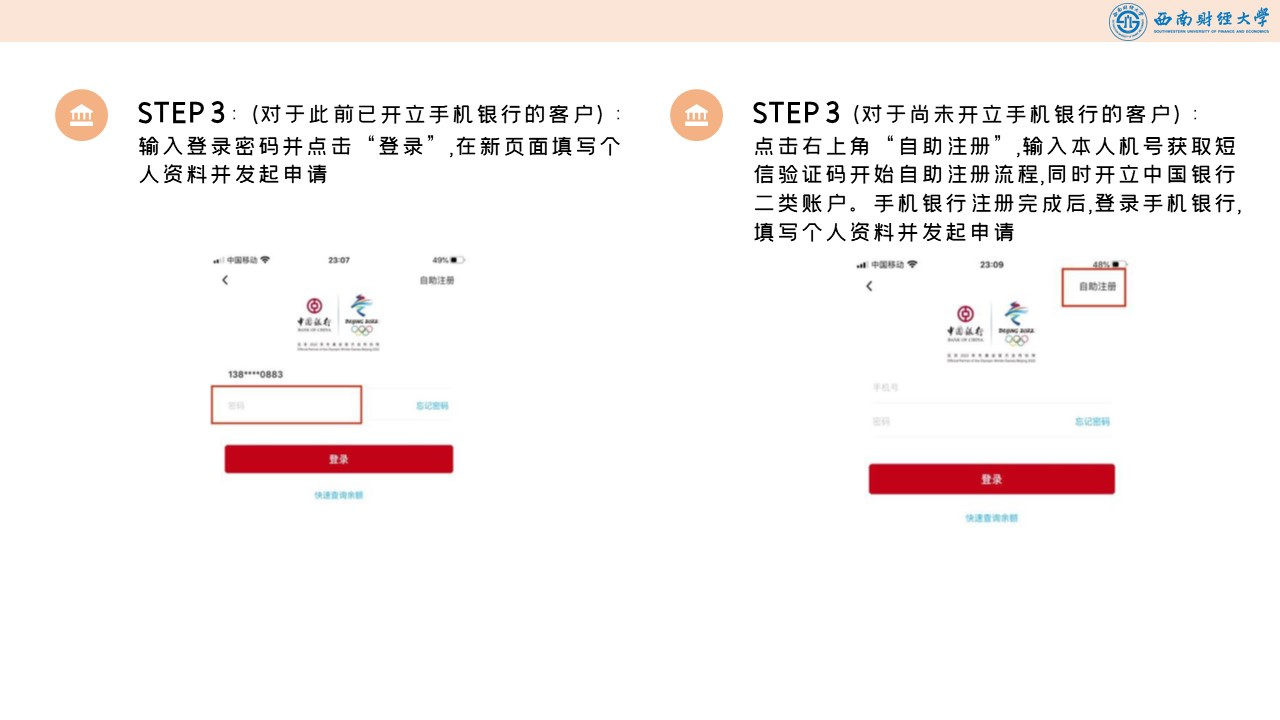 西南财经大学
SOUTHWESTERN UNIVERSITY OF FINANCE AND ECONOMICS
STEP 3：(对于此前已开立手机银行的客户)：
输入登录密码并点击“登录”,在新页面填写个
人资料并发起申请
中国移动 23:07 49%
自助注册
中国银行
BANK OF CHINA
BEIJING 2022
138****0883
密码 忘记密码
登录
快速查询余额
STEP 3 (对于尚未开立手机银行的客户)：
点击右上角“自助注册”,输入本人机号获取短
信验证码开始自助注册流程,同时开立中国银行
二类账户。手机银行注册完成后,登录手机银行,
填写个人资料并发起申请
中国移动 23:09 48%
自助注册
中国银行
BANK OF CHINA
BEIJING 2022
手机号
密码 忘记密码
登录
快速查询余额